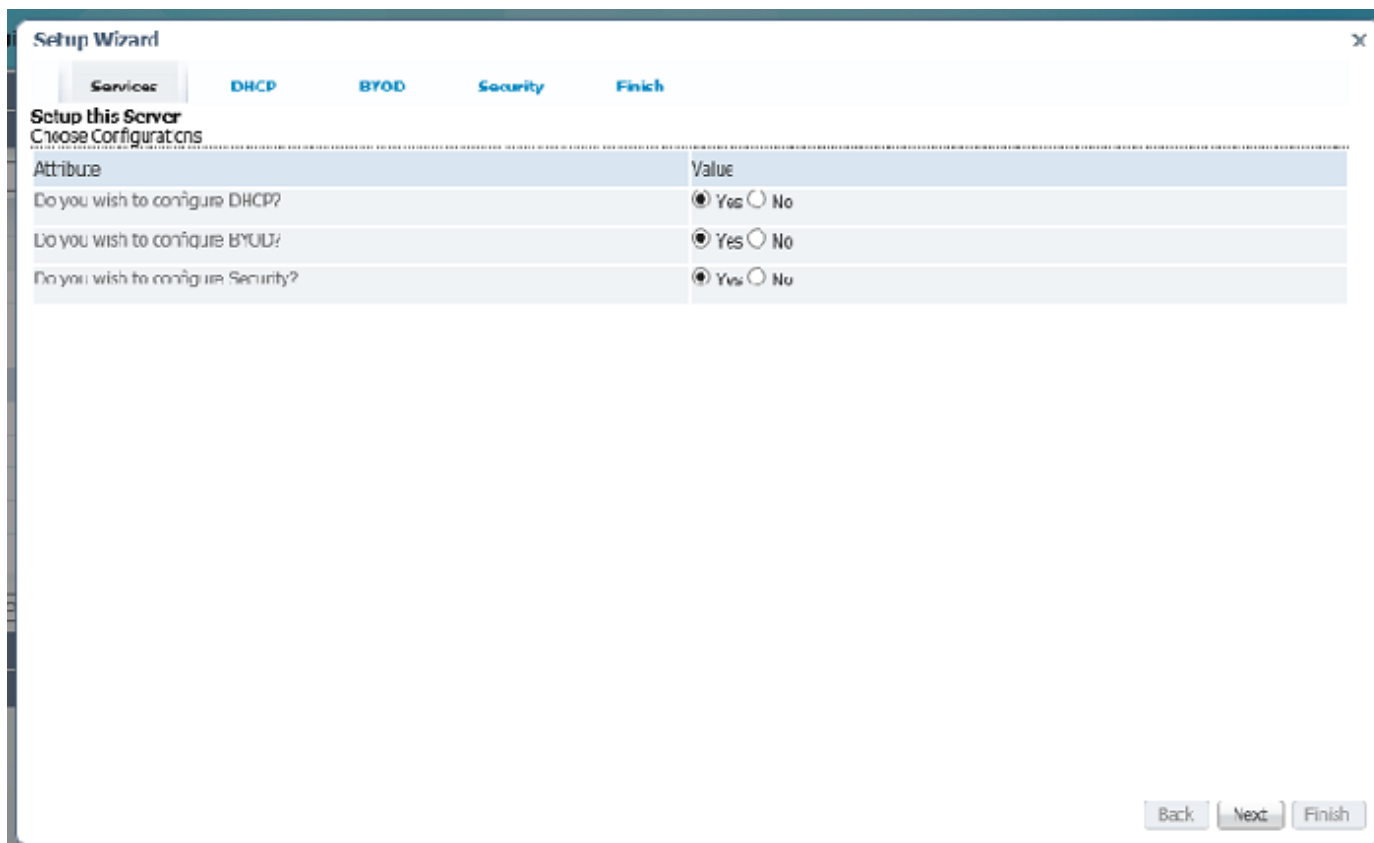 Setup Wizard
Services DHCP BYOD Security Finish
Setup this Server
Choose Configurations
Attribute Value
Do you wish to configure DHCP? Yes No
Do you wish to configure BYOD? Yes No
Do you wish to configure Security? Yes No
Back Next Finish